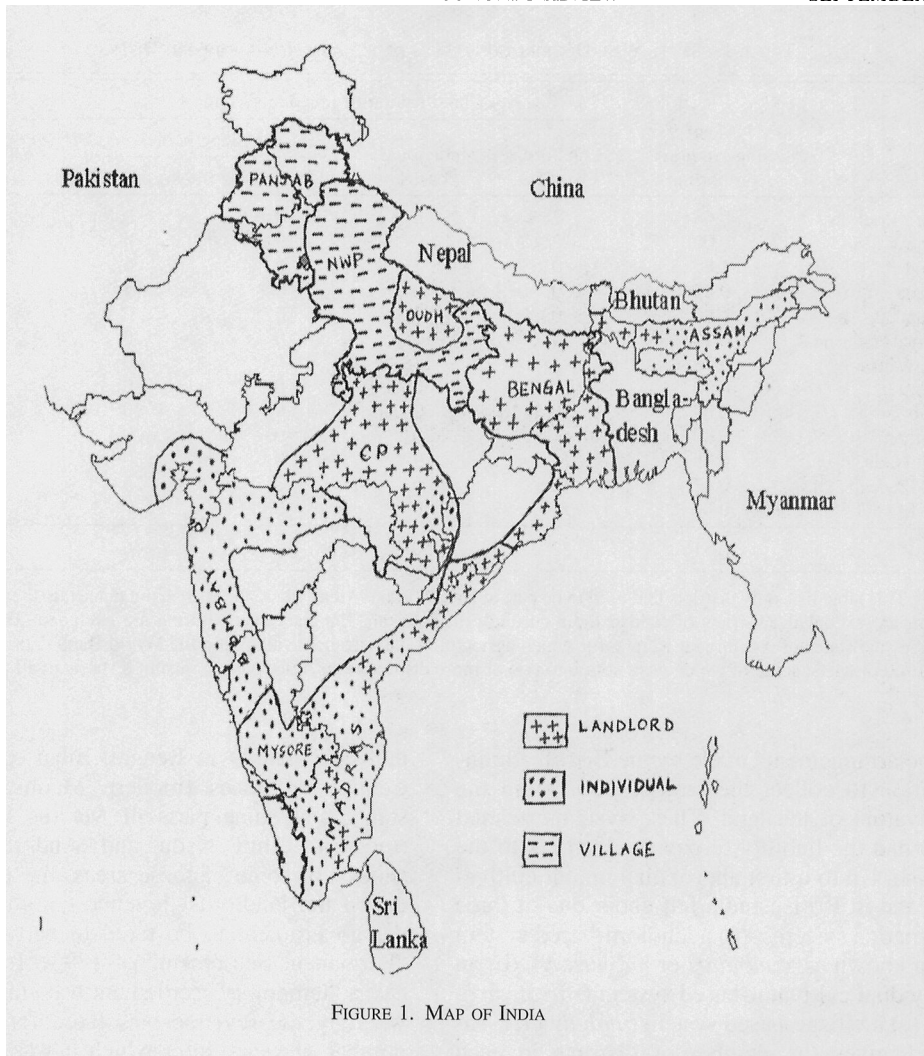 Pakistan
China
PANJAB
NWP
Nepal
OUDH
Bhutan
ASSAM
BENGAL
Bangla-
desh
CP
Myanmar
BOMBAY
MYSORE
MADRAS
LANDLORD
INDIVIDUAL
VILLAGE
Sri
Lanka
FIGURE 1. MAP OF INDIA